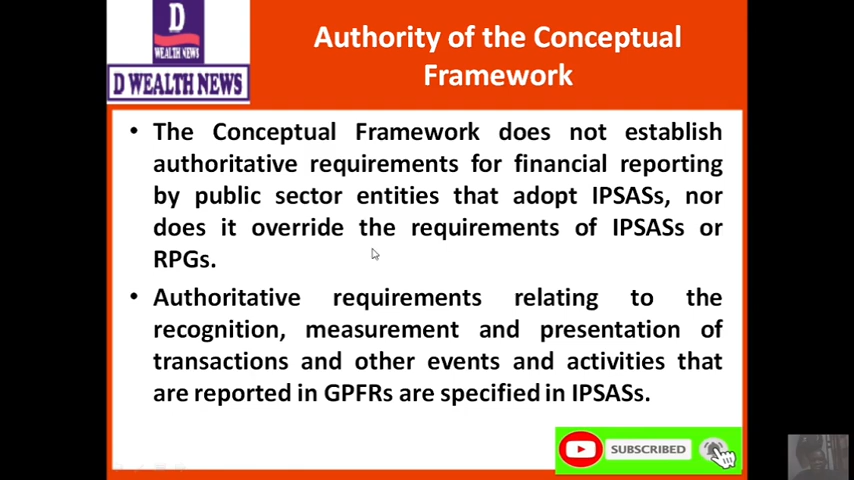 D
WEALTH NEWS
D WEALTH NEWS
Authority of the Conceptual
Framework
• The Conceptual Framework does not establish
authoritative requirements for financial reporting
by public sector entities that adopt IPSASs, nor
does it override the requirements of IPSASs or
RPGs.
• Authoritative requirements relating to the
recognition, measurement and presentation of
transactions and other events and activities that
are reported in GPFRs are specified in IPSASs.
SUBSCRIBED